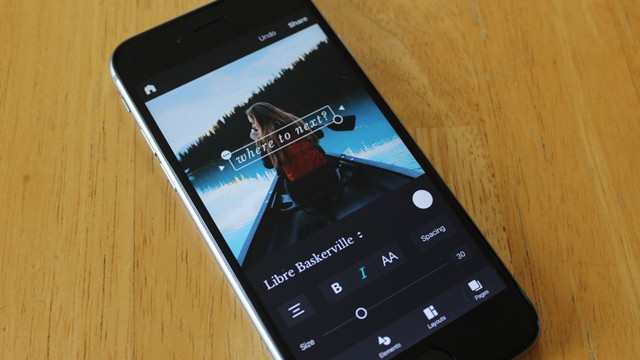 Undo Share
where to next?
Libre Baskerville
B I AA Spacing
Size 30
Elements Layouts Pages